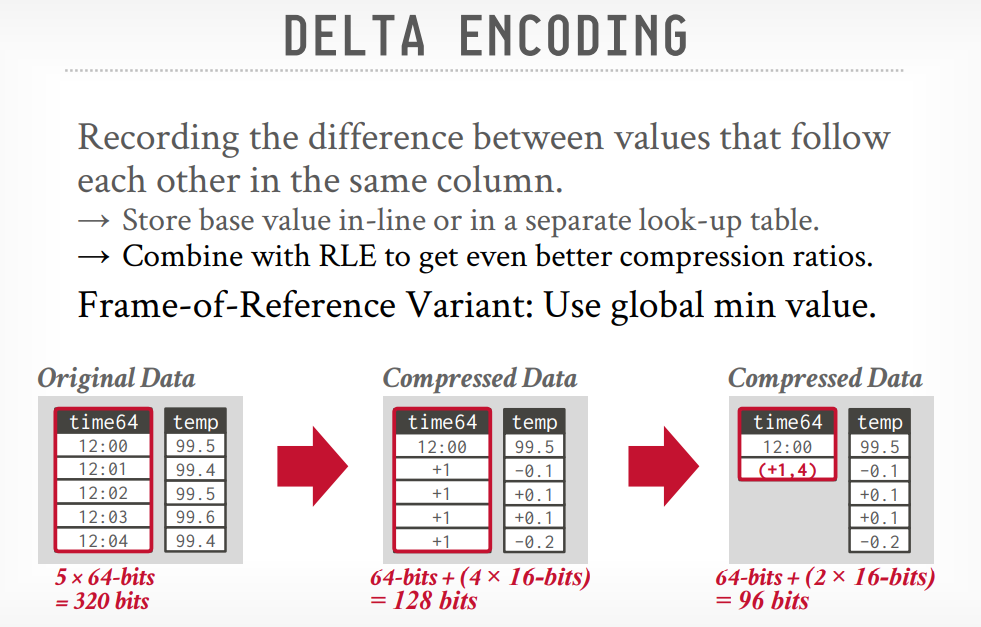 DELTA ENCODING
Recording the difference between values that follow
each other in the same column.
→ Store base value in-line or in a separate look-up table.
→ Combine with RLE to get even better compression ratios.
Frame-of-Reference Variant: Use global min value.
Original Data
time64 temp
12:00 99.5
12:01 99.4
12:02 99.5
12:03 99.6
12:04 99.4
5 × 64-bits
= 320 bits
Compressed Data
time64 temp
12:00 99.5
+1 -0.1
+1 +0.1
+1 +0.1
+1 -0.2
64-bits + (4 × 16-bits)
= 128 bits
Compressed Data
time64 temp
12:00 99.5
(+1,4) -0.1
+0.1
+0.1
-0.2
64-bits + (2 × 16-bits)
= 96 bits